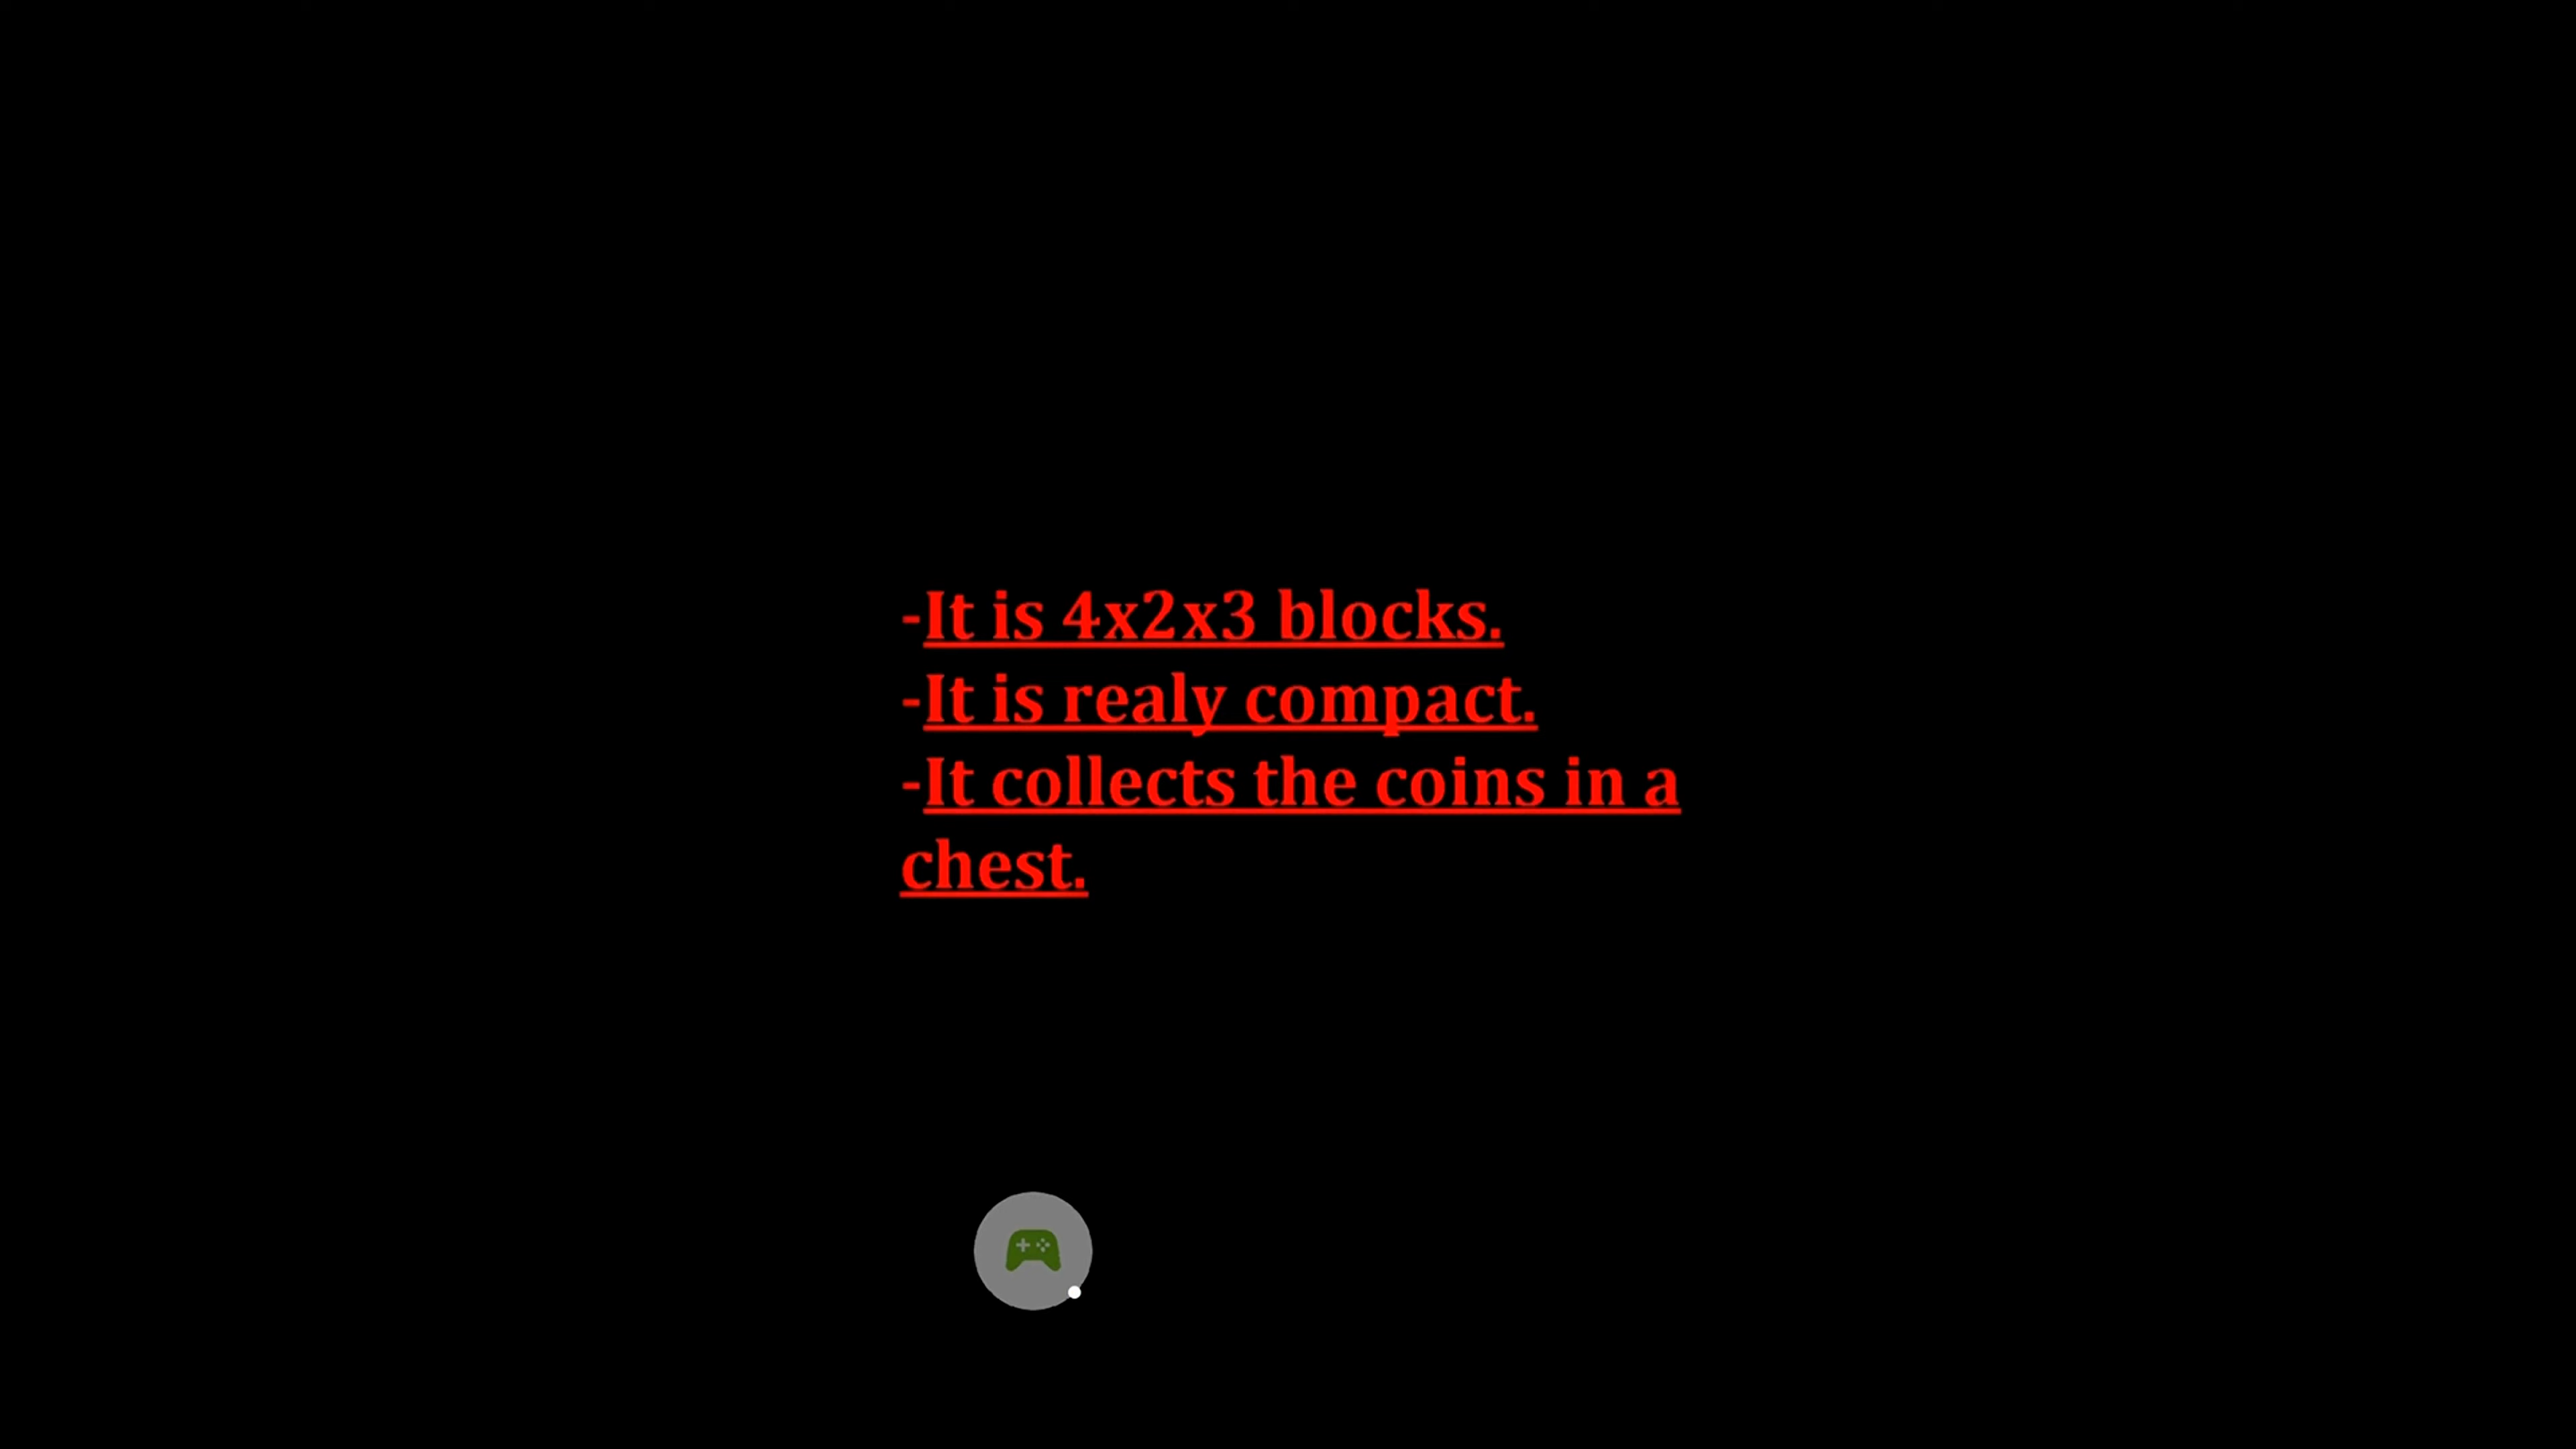 -It is 4x2x3 blocks.
-It is realy compact.
-It collects the coins in a
chest.